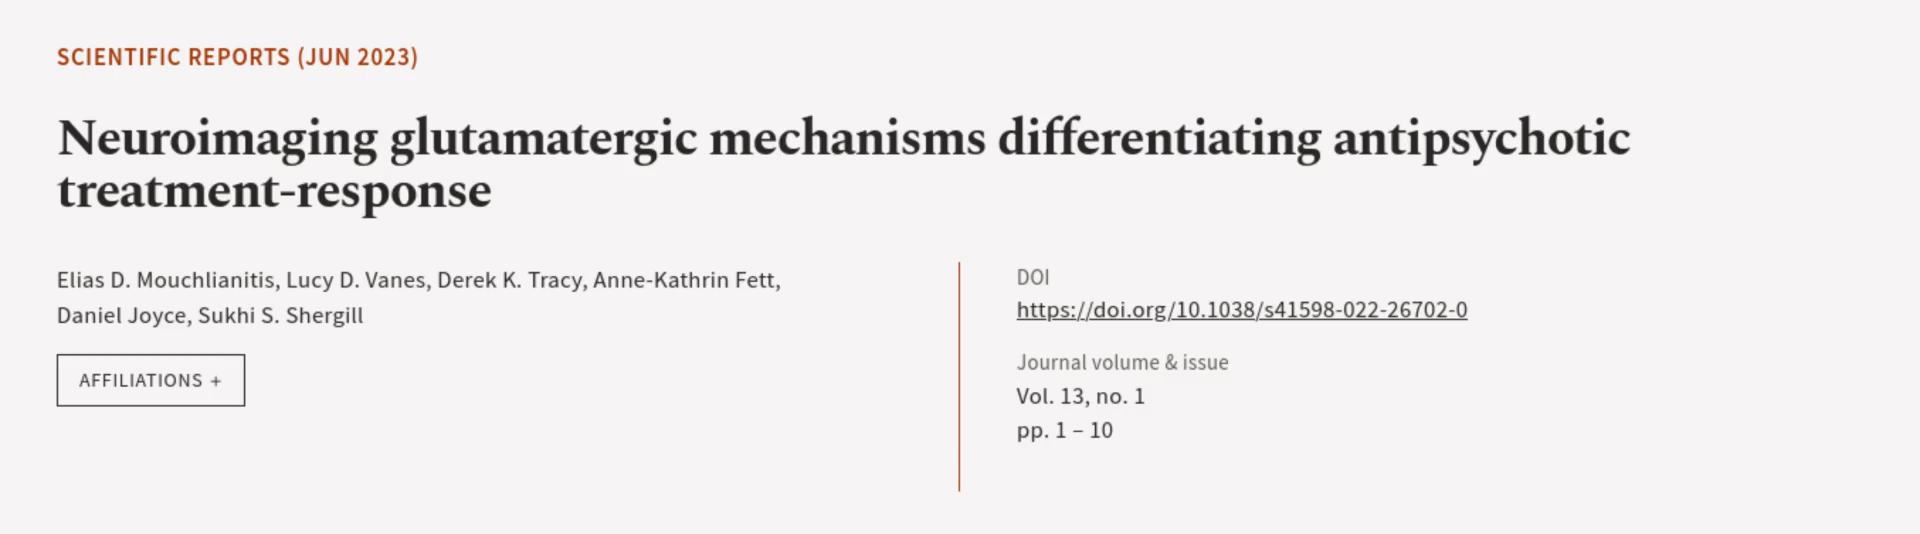 SCIENTIFIC REPORTS (JUN 2023)
Neuroimaging glutamatergic mechanisms differentiating antipsychotic
treatment-response
Elias D. Mouchlianitis, Lucy D. Vanes, Derek K. Tracy, Anne-Kathrin Fett,
Daniel Joyce, Sukhi S. Shergill
AFFILIATIONS +
DOI
https://doi.org/10.1038/s41598-022-26702-0
Journal volume & issue
Vol. 13, no. 1
pp. 1 – 10